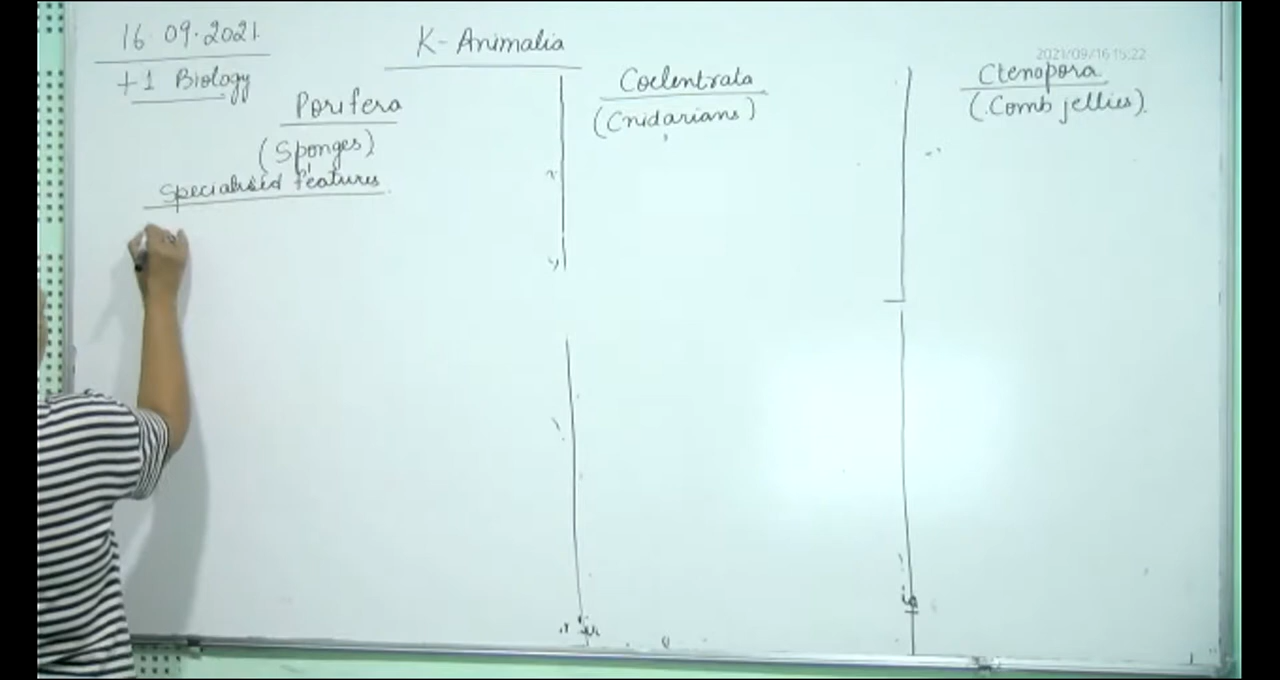 16 09.2021
+1 Biology
K- Animalia
2021/09/16 15:22
Porifera
(Sponges)
Specialised features
Coelentrata
(Cnidarians)
Ctenopora
(Comb jellies).